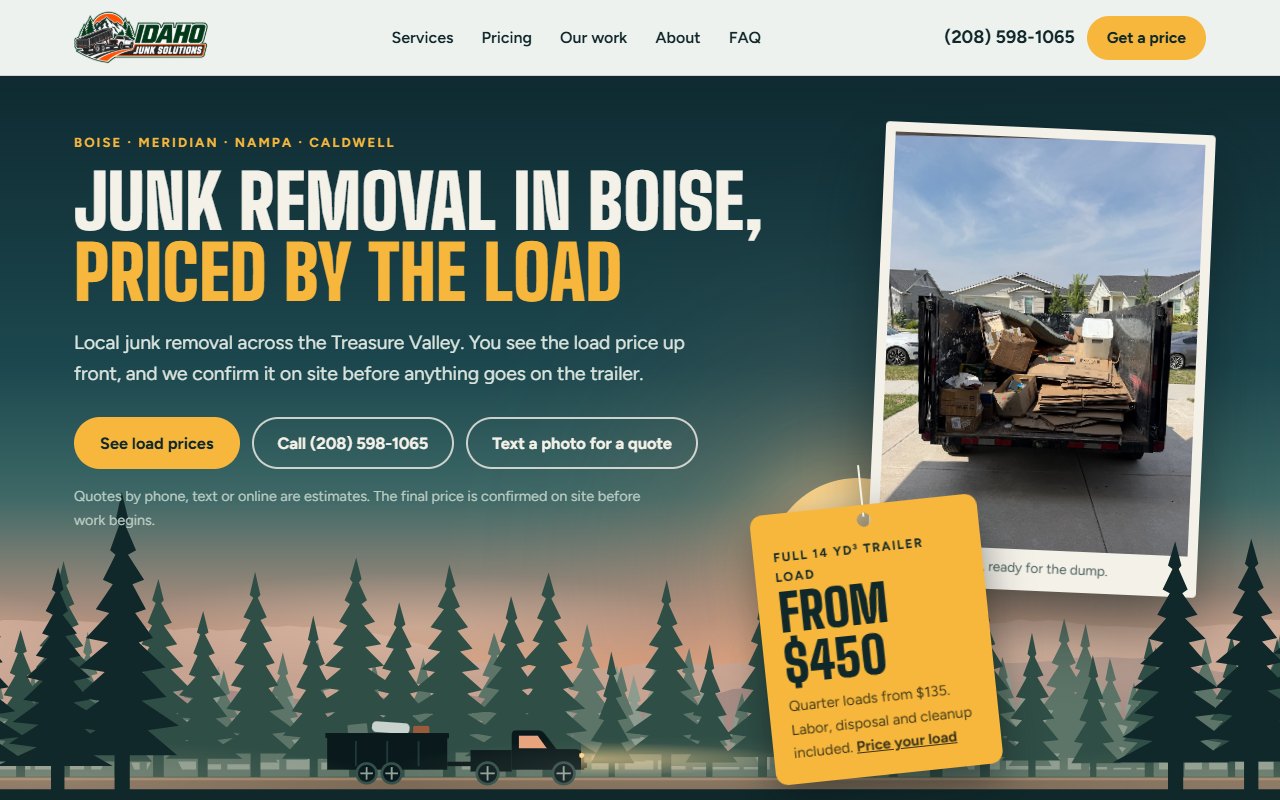 IDAHO
JUNK SOLUTIONS
Services
Pricing
Our work
About
FAQ
(208) 598-1065
Get a price
BOISE · MERIDIAN · NAMPA · CALDWELL
JUNK REMOVAL IN BOISE,
PRICED BY THE LOAD
Local junk removal across the Treasure Valley. You see the load price up
front, and we confirm it on site before anything goes on the trailer.
See load prices
Call (208) 598-1065
Text a photo for a quote
Quotes by phone, text or online are estimates. The final price is confirmed on site before
work begins.
ready for the dump.
FULL 14 YD³ TRAILER
LOAD
FROM
$450
Quarter loads from $135.
Labor, disposal and cleanup
included. Price your load